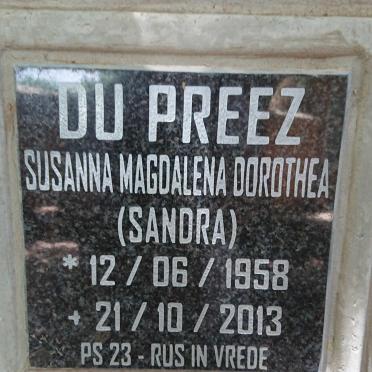 DU PREEZ
SUSANNA MAGDALENA DOROTHEA
(SANDRA)
* 12 / 06 / 1958
+ 21 / 10 / 2013
PS 23 - RUS IN VREDE